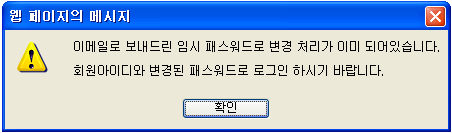 웹 페이지의 메시지
이메일로 보내드린 임시 패스워드로 변경 처리가 이미 되어있습니다.
회원아이디와 변경된 패스워드로 로그인 하시기 바랍니다.
확인